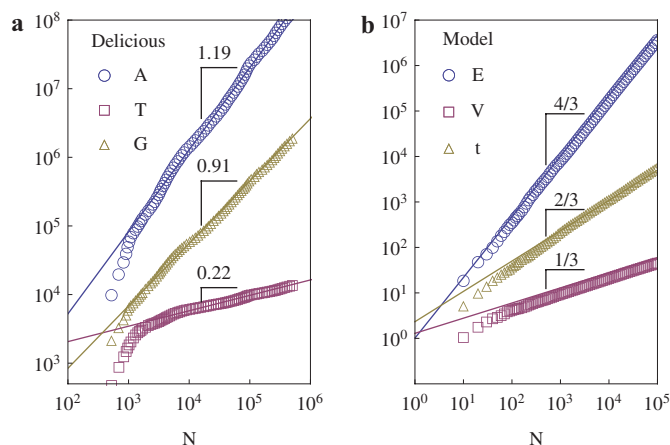 a
Delicious
A
T
G
1.19
0.91
0.22
10^8
10^7
10^6
10^5
10^4
10^3
10^2 10^3 10^4 10^5 10^6
N
b
Model
E
V
t
4/3
2/3
1/3
10^7
10^6
10^5
10^4
10^3
10^2
10^1
10^0
10^0 10^1 10^2 10^3 10^4 10^5
N